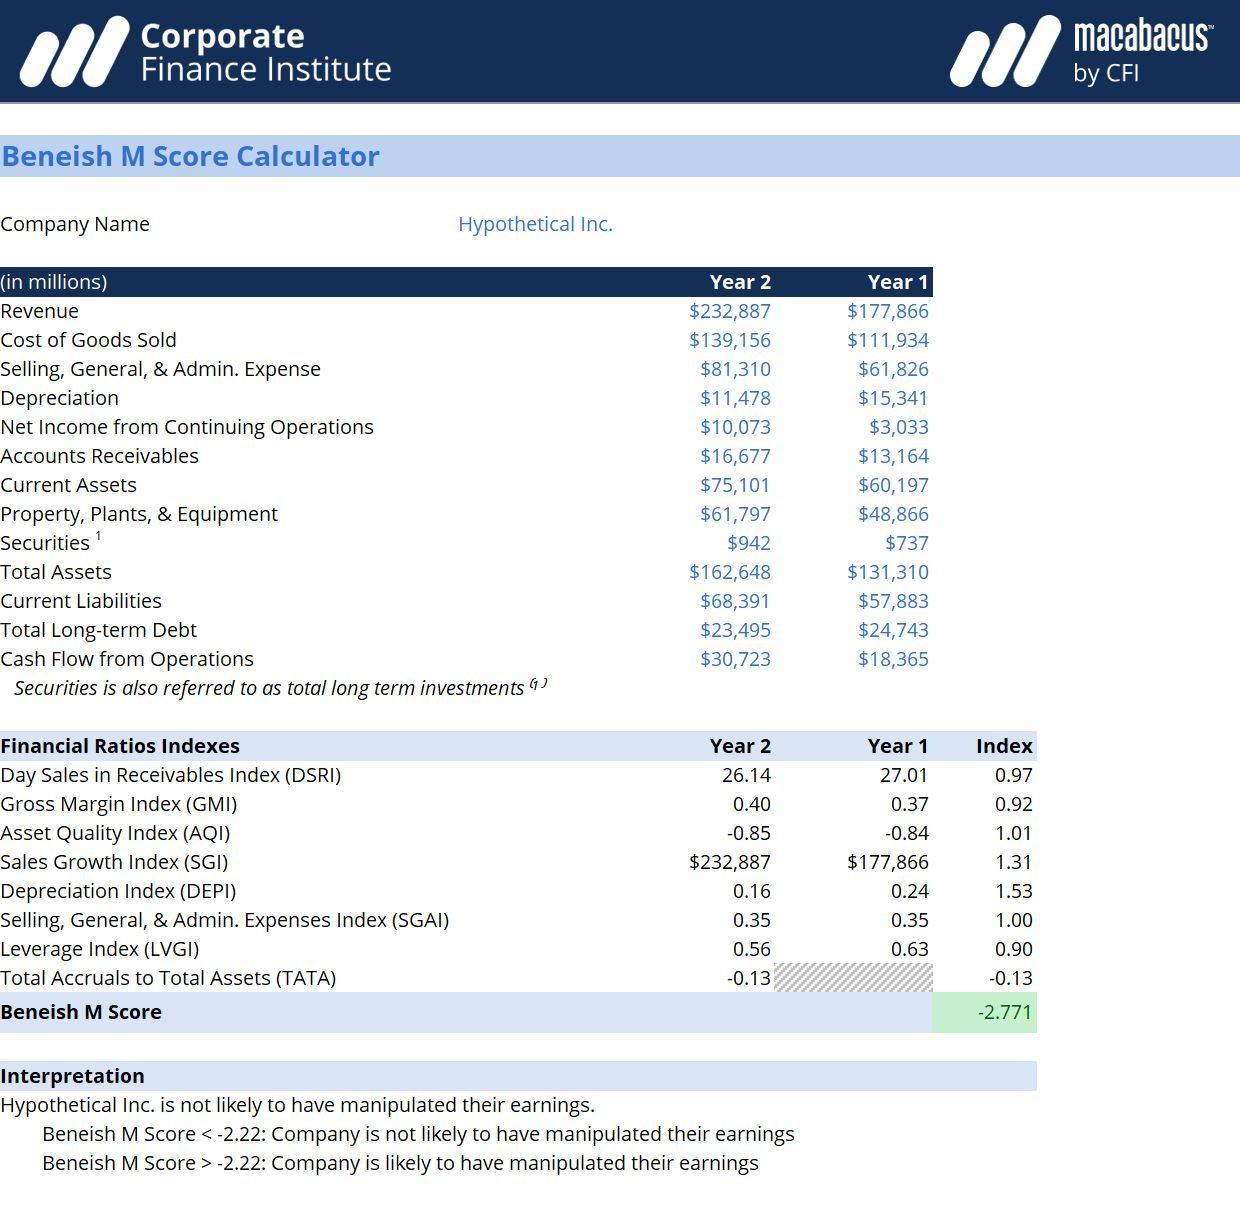 Corporate
Finance Institute
macabacus™
by CFI
Beneish M Score Calculator
Company Name Hypothetical Inc.
(in millions) Year 2 Year 1
Revenue $232,887 $177,866
Cost of Goods Sold $139,156 $111,934
Selling, General, & Admin. Expense $81,310 $61,826
Depreciation $11,478 $15,341
Net Income from Continuing Operations $10,073 $3,033
Accounts Receivables $16,677 $13,164
Current Assets $75,101 $60,197
Property, Plants, & Equipment $61,797 $48,866
Securities ¹ $942 $737
Total Assets $162,648 $131,310
Current Liabilities $68,391 $57,883
Total Long-term Debt $23,495 $24,743
Cash Flow from Operations $30,723 $18,365
Securities is also referred to as total long term investments ⁽¹⁾
Financial Ratios Indexes Year 2 Year 1 Index
Day Sales in Receivables Index (DSRI) 26.14 27.01 0.97
Gross Margin Index (GMI) 0.40 0.37 0.92
Asset Quality Index (AQI) -0.85 -0.84 1.01
Sales Growth Index (SGI) $232,887 $177,866 1.31
Depreciation Index (DEPI) 0.16 0.24 1.53
Selling, General, & Admin. Expenses Index (SGAI) 0.35 0.35 1.00
Leverage Index (LVGI) 0.56 0.63 0.90
Total Accruals to Total Assets (TATA) -0.13 -0.13
Beneish M Score -2.771
Interpretation
Hypothetical Inc. is not likely to have manipulated their earnings.
Beneish M Score < -2.22: Company is not likely to have manipulated their earnings
Beneish M Score > -2.22: Company is likely to have manipulated their earnings